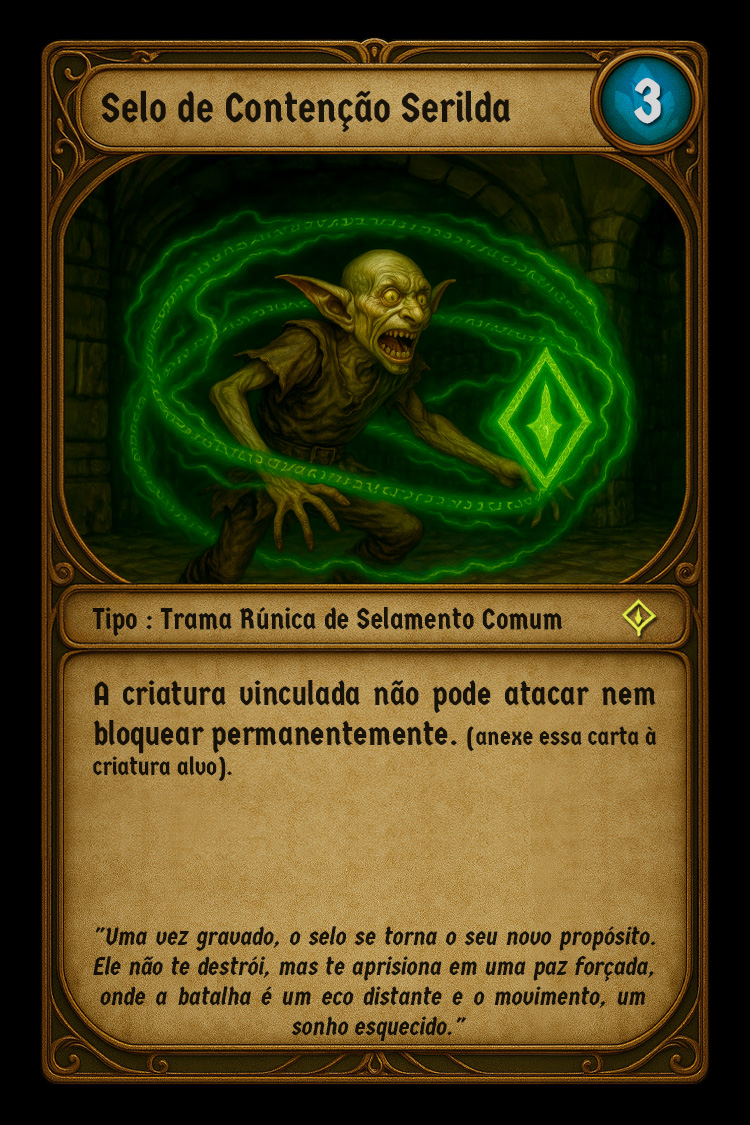 Selo de Contenção Serilda
3
Tipo : Trama Rúnica de Selamento Comum
A criatura vinculada não pode atacar nem
bloquear permanentemente. (anexe essa carta à
criatura alvo).
"Uma vez gravado, o selo se torna o seu novo propósito.
Ele não te destrói, mas te aprisiona em uma paz forçada,
onde a batalha é um eco distante e o movimento, um
sonho esquecido."